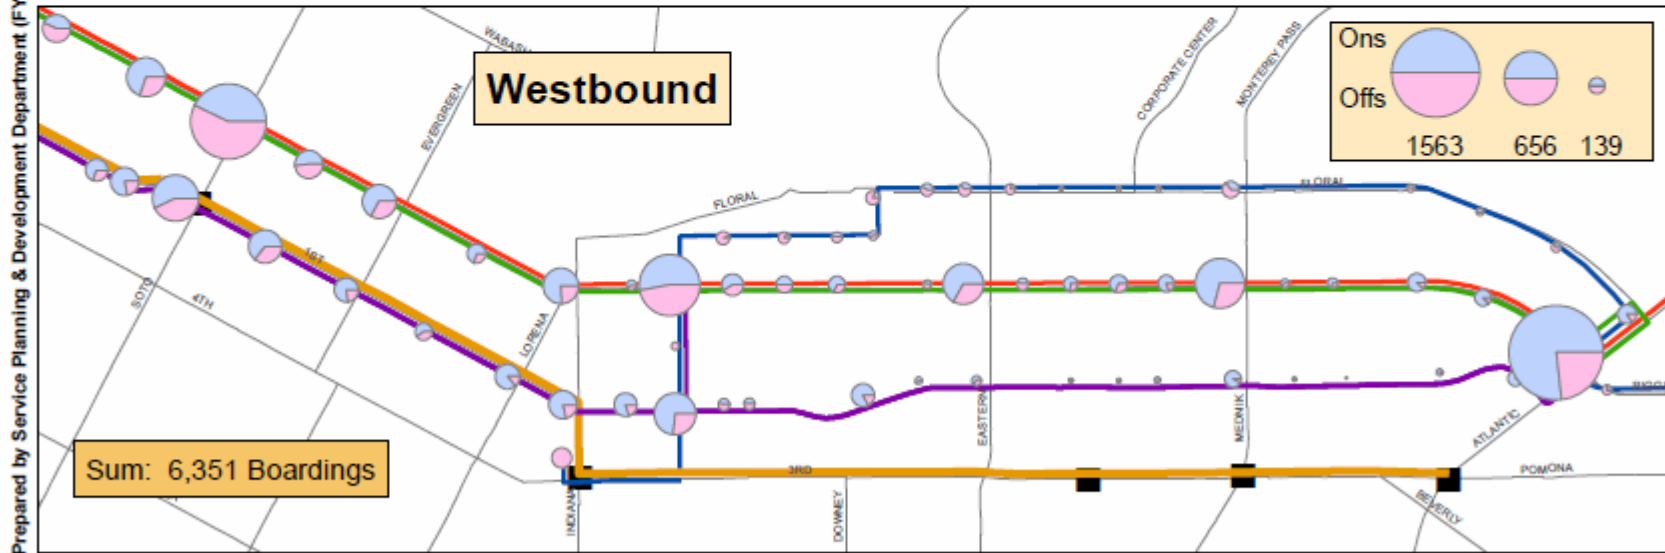 Prepared by Service Planning & Development Department (FY
Westbound
Ons
Offs
1563 656 139
WABASH
EVERGREEN
CORPORATE CENTER
MONTEREY PASS
FLORAL
FLORAL
SOTO
1ST
4TH
LORENA
EASTERN
MEDNIK
ATLANTIC
Sum: 6,351 Boardings
3RD
POMONA
INDIANA
DOWNEY
BEVERLY